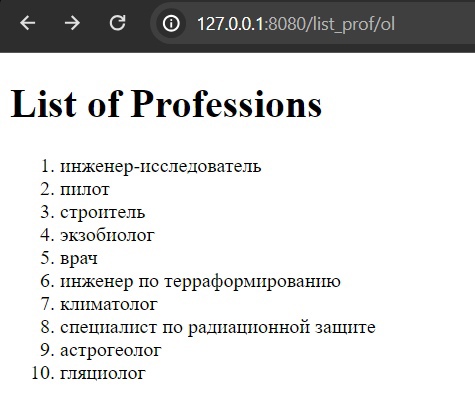 127.0.0.1:8080/list_prof/ol
List of Professions
1. инженер-исследователь
2. пилот
3. строитель
4. экзобиолог
5. врач
6. инженер по терраформированию
7. климатолог
8. специалист по радиационной защите
9. астрогеолог
10. гляциолог